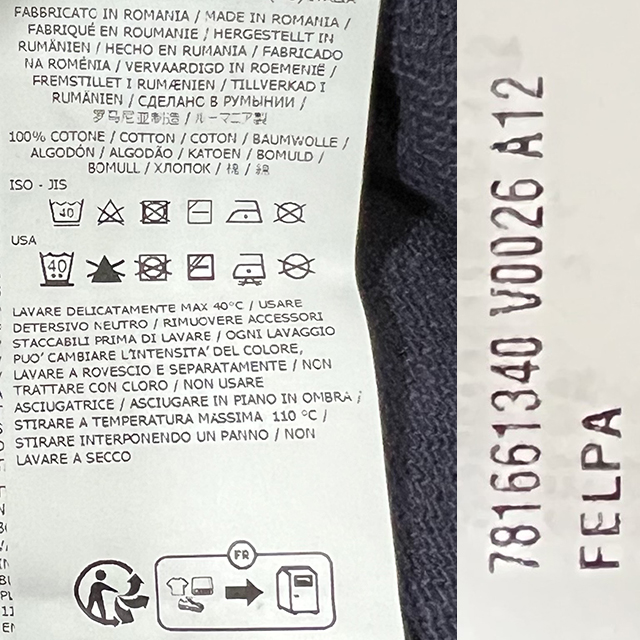 FABBRICATO IN ROMANIA / MADE IN ROMANIA /
FABRIQUÉ EN ROUMANIE / HERGESTELLT IN
RUMÄNIEN / HECHO EN RUMANIA / FABRICADO
NA ROMÉNIA / VERVAARDIGD IN ROEMENIË /
FREMSTILLET I RUMÆNIEN / TILLVERKAD I
RUMÄNIEN / СДЕЛАНО В РУМЫНИИ /
罗马尼亚制造 / ルーマニア製
100% COTONE / COTTON / COTON / BAUMWOLLE /
ALGODÓN / ALGODÃO / KATOEN / BOMULD /
BOMULL / ХЛОПОК / 棉 / 綿
ISO - JIS
40
USA
40
LAVARE DELICATAMENTE MAX 40°C / USARE
DETERSIVO NEUTRO / RIMUOVERE ACCESSORI
STACCABILI PRIMA DI LAVARE / OGNI LAVAGGIO
PUO' CAMBIARE L'INTENSITA' DEL COLORE,
LAVARE A ROVESCIO E SEPARATAMENTE / NON
TRATTARE CON CLORO / NON USARE
ASCIUGATRICE / ASCIUGARE IN PIANO IN OMBRA /
STIRARE A TEMPERATURA MASSIMA 110 °C /
STIRARE INTERPONENDO UN PANNO / NON
LAVARE A SECCO
FR
781661340 V0026 A12
FELPA